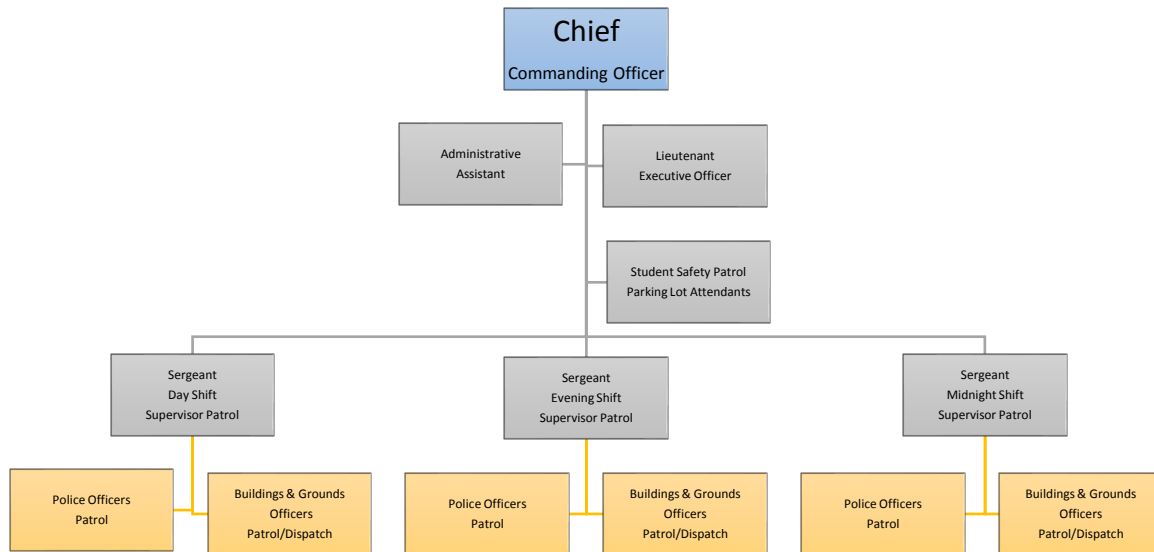 Chief
Commanding Officer
Administrative
Assistant
Lieutenant
Executive Officer
Student Safety Patrol
Parking Lot Attendants
Sergeant
Day Shift
Supervisor Patrol
Sergeant
Evening Shift
Supervisor Patrol
Sergeant
Midnight Shift
Supervisor Patrol
Police Officers
Patrol
Buildings & Grounds
Officers
Patrol/Dispatch
Police Officers
Patrol
Buildings & Grounds
Officers
Patrol/Dispatch
Police Officers
Patrol
Buildings & Grounds
Officers
Patrol/Dispatch